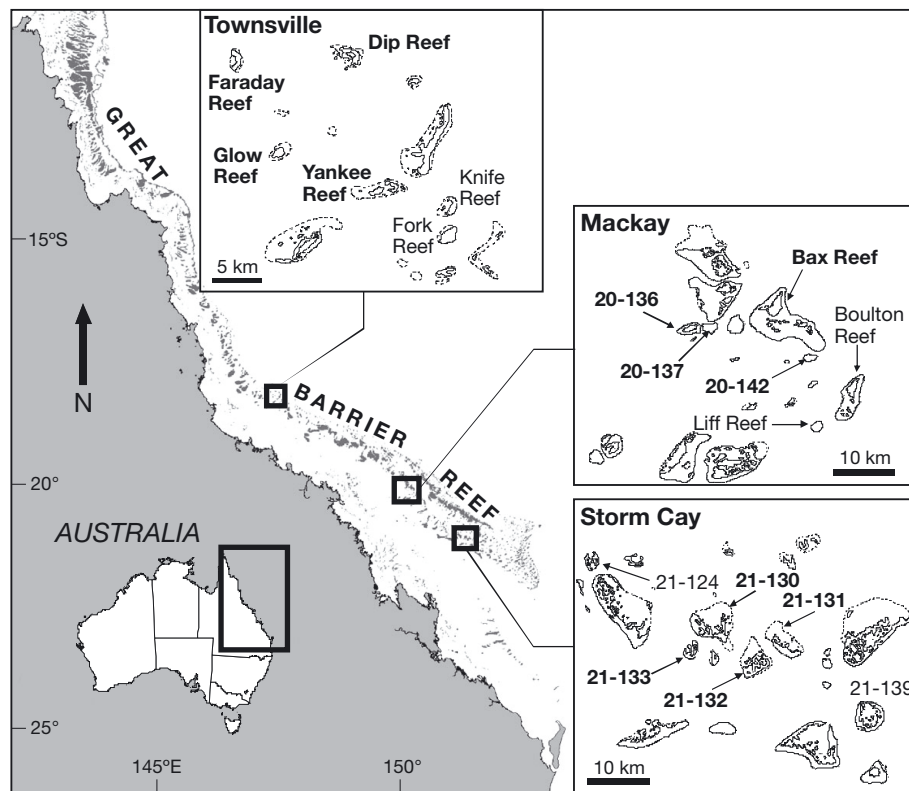 Townsville
Dip Reef
Faraday
Reef
Glow
Reef
Yankee
Reef
Knife
Reef
Fork
Reef
5 km
GREAT
BARRIER
REEF
15ºS
N
20°
25°
145ºE
150°
AUSTRALIA
Mackay
Bax Reef
20-136
Boulton
Reef
20-137
20-142
Liff Reef
10 km
Storm Cay
21-124
21-130
21-131
21-133
21-132
21-139
10 km